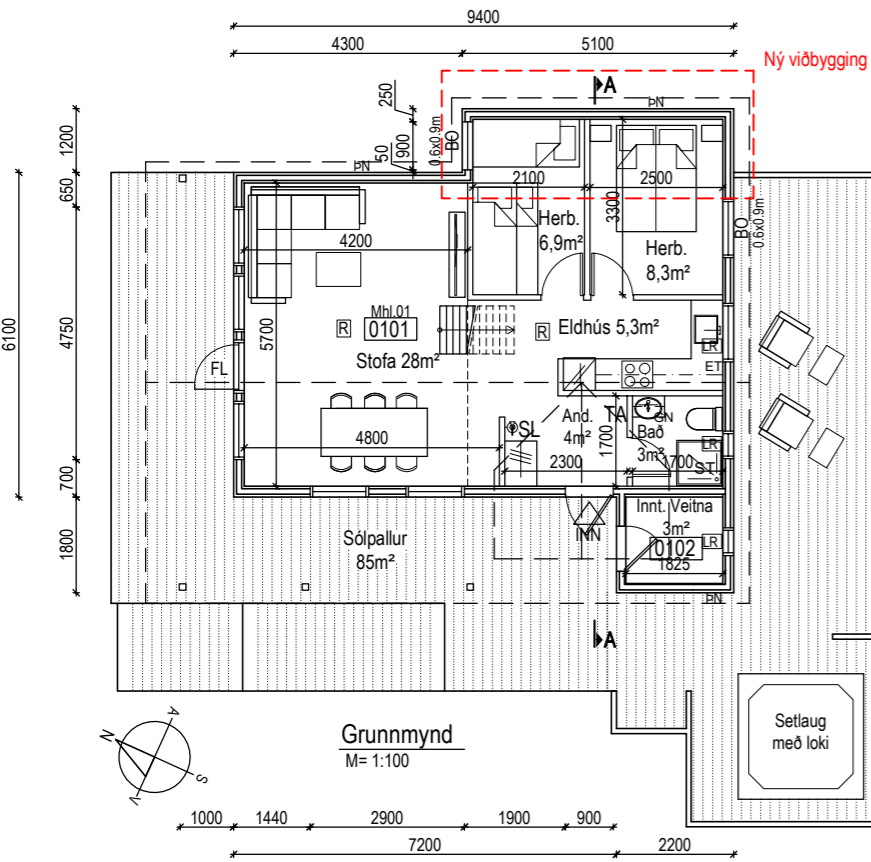 9400
4300
5100
Ný viðbygging
A
ÞN
250
900
50
BO
0.6x0.9m
1200
650
4750
6100
700
1800
ÞN
2100
2500
3300
Herb.
6,9m²
Herb.
8,3m²
BO
0.6x0.9m
4200
5700
Mhl.01
R
0101
R
Eldhús 5,3m²
Stofa 28m²
LR
ET
FL
SL
And.
4m²
TA
GN
Bað
3m²
LR
ST
4800
1700
2300
1700
Sólpallur
85m²
INN
Innt. Veitna
3m²
0102
LR
1825
ÞN
A
Grunnmynd
M= 1:100
A
N
S
V
Setlaug
með loki
1000
1440
2900
1900
900
7200
2200